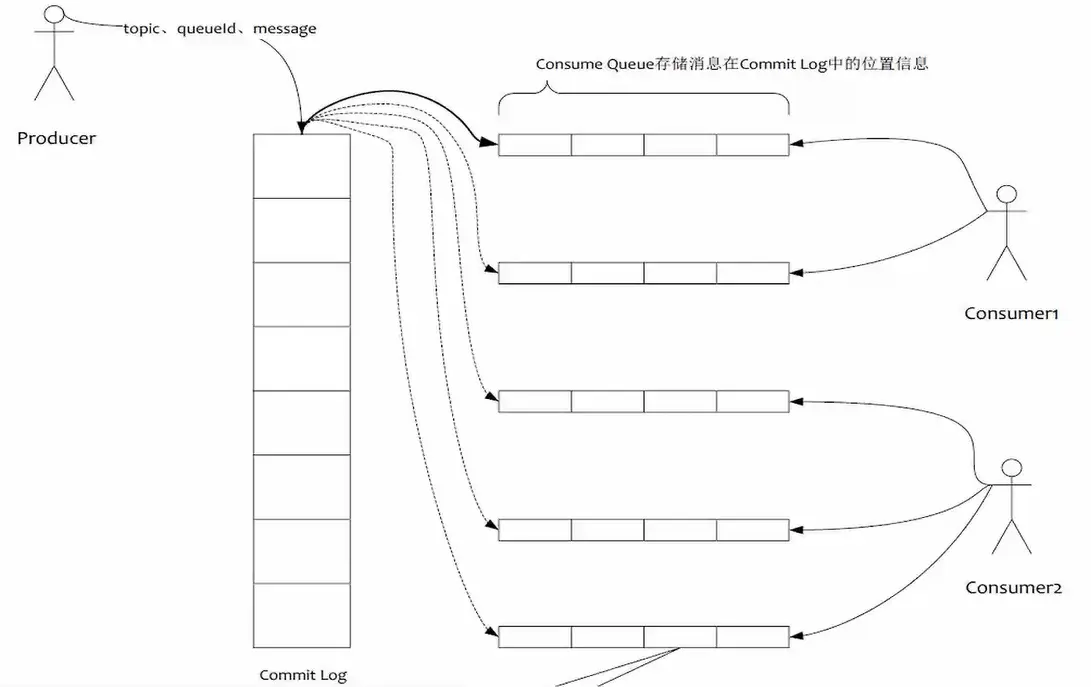 topic、queueId、message
Consume Queue存储消息在Commit Log中的位置信息
Producer
Consumer1
Consumer2
Commit Log